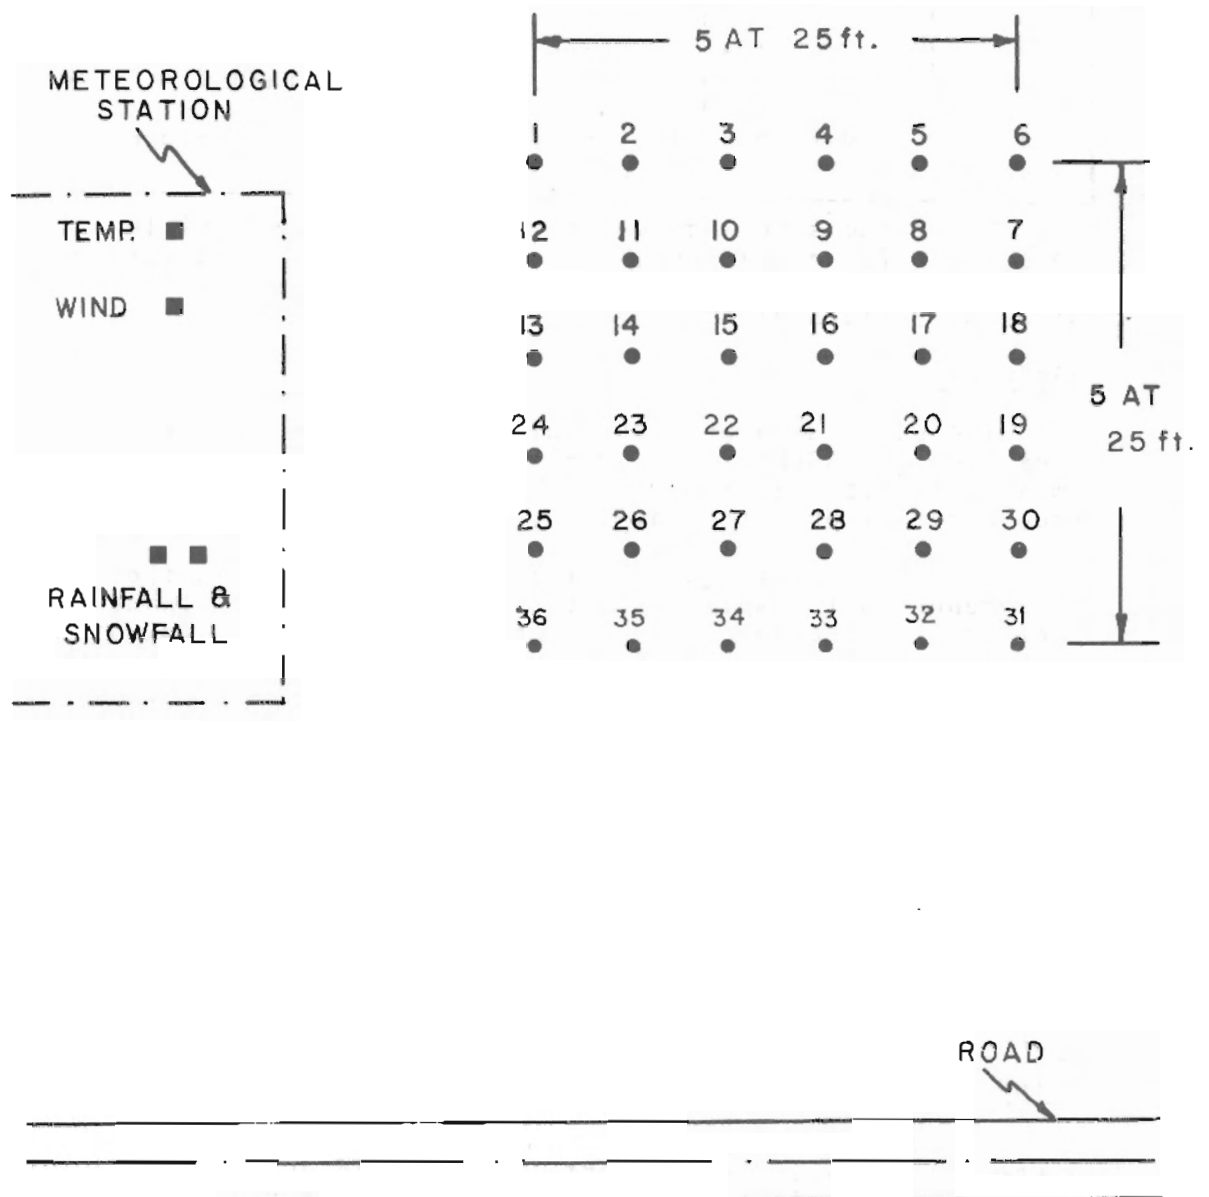 5 AT 25 ft.
METEOROLOGICAL
STATION
1 2 3 4 5 6
TEMP.
12 11 10 9 8 7
WIND
13 14 15 16 17 18
5 AT
25 ft.
24 23 22 21 20 19
25 26 27 28 29 30
RAINFALL &
SNOWFALL
36 35 34 33 32 31
ROAD